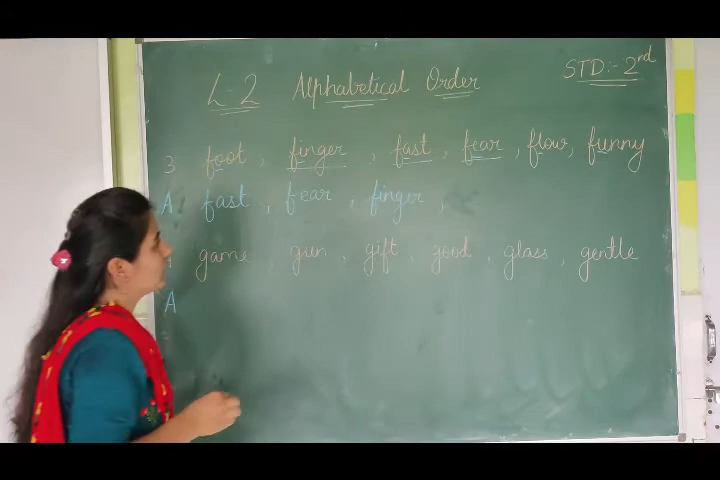 L-2 Alphabetical Order STD:- 2nd
3 foot, finger, fast, fear, flow, funny
A. fast, fear, finger,
game gun, gift, good, glass, gentle
A